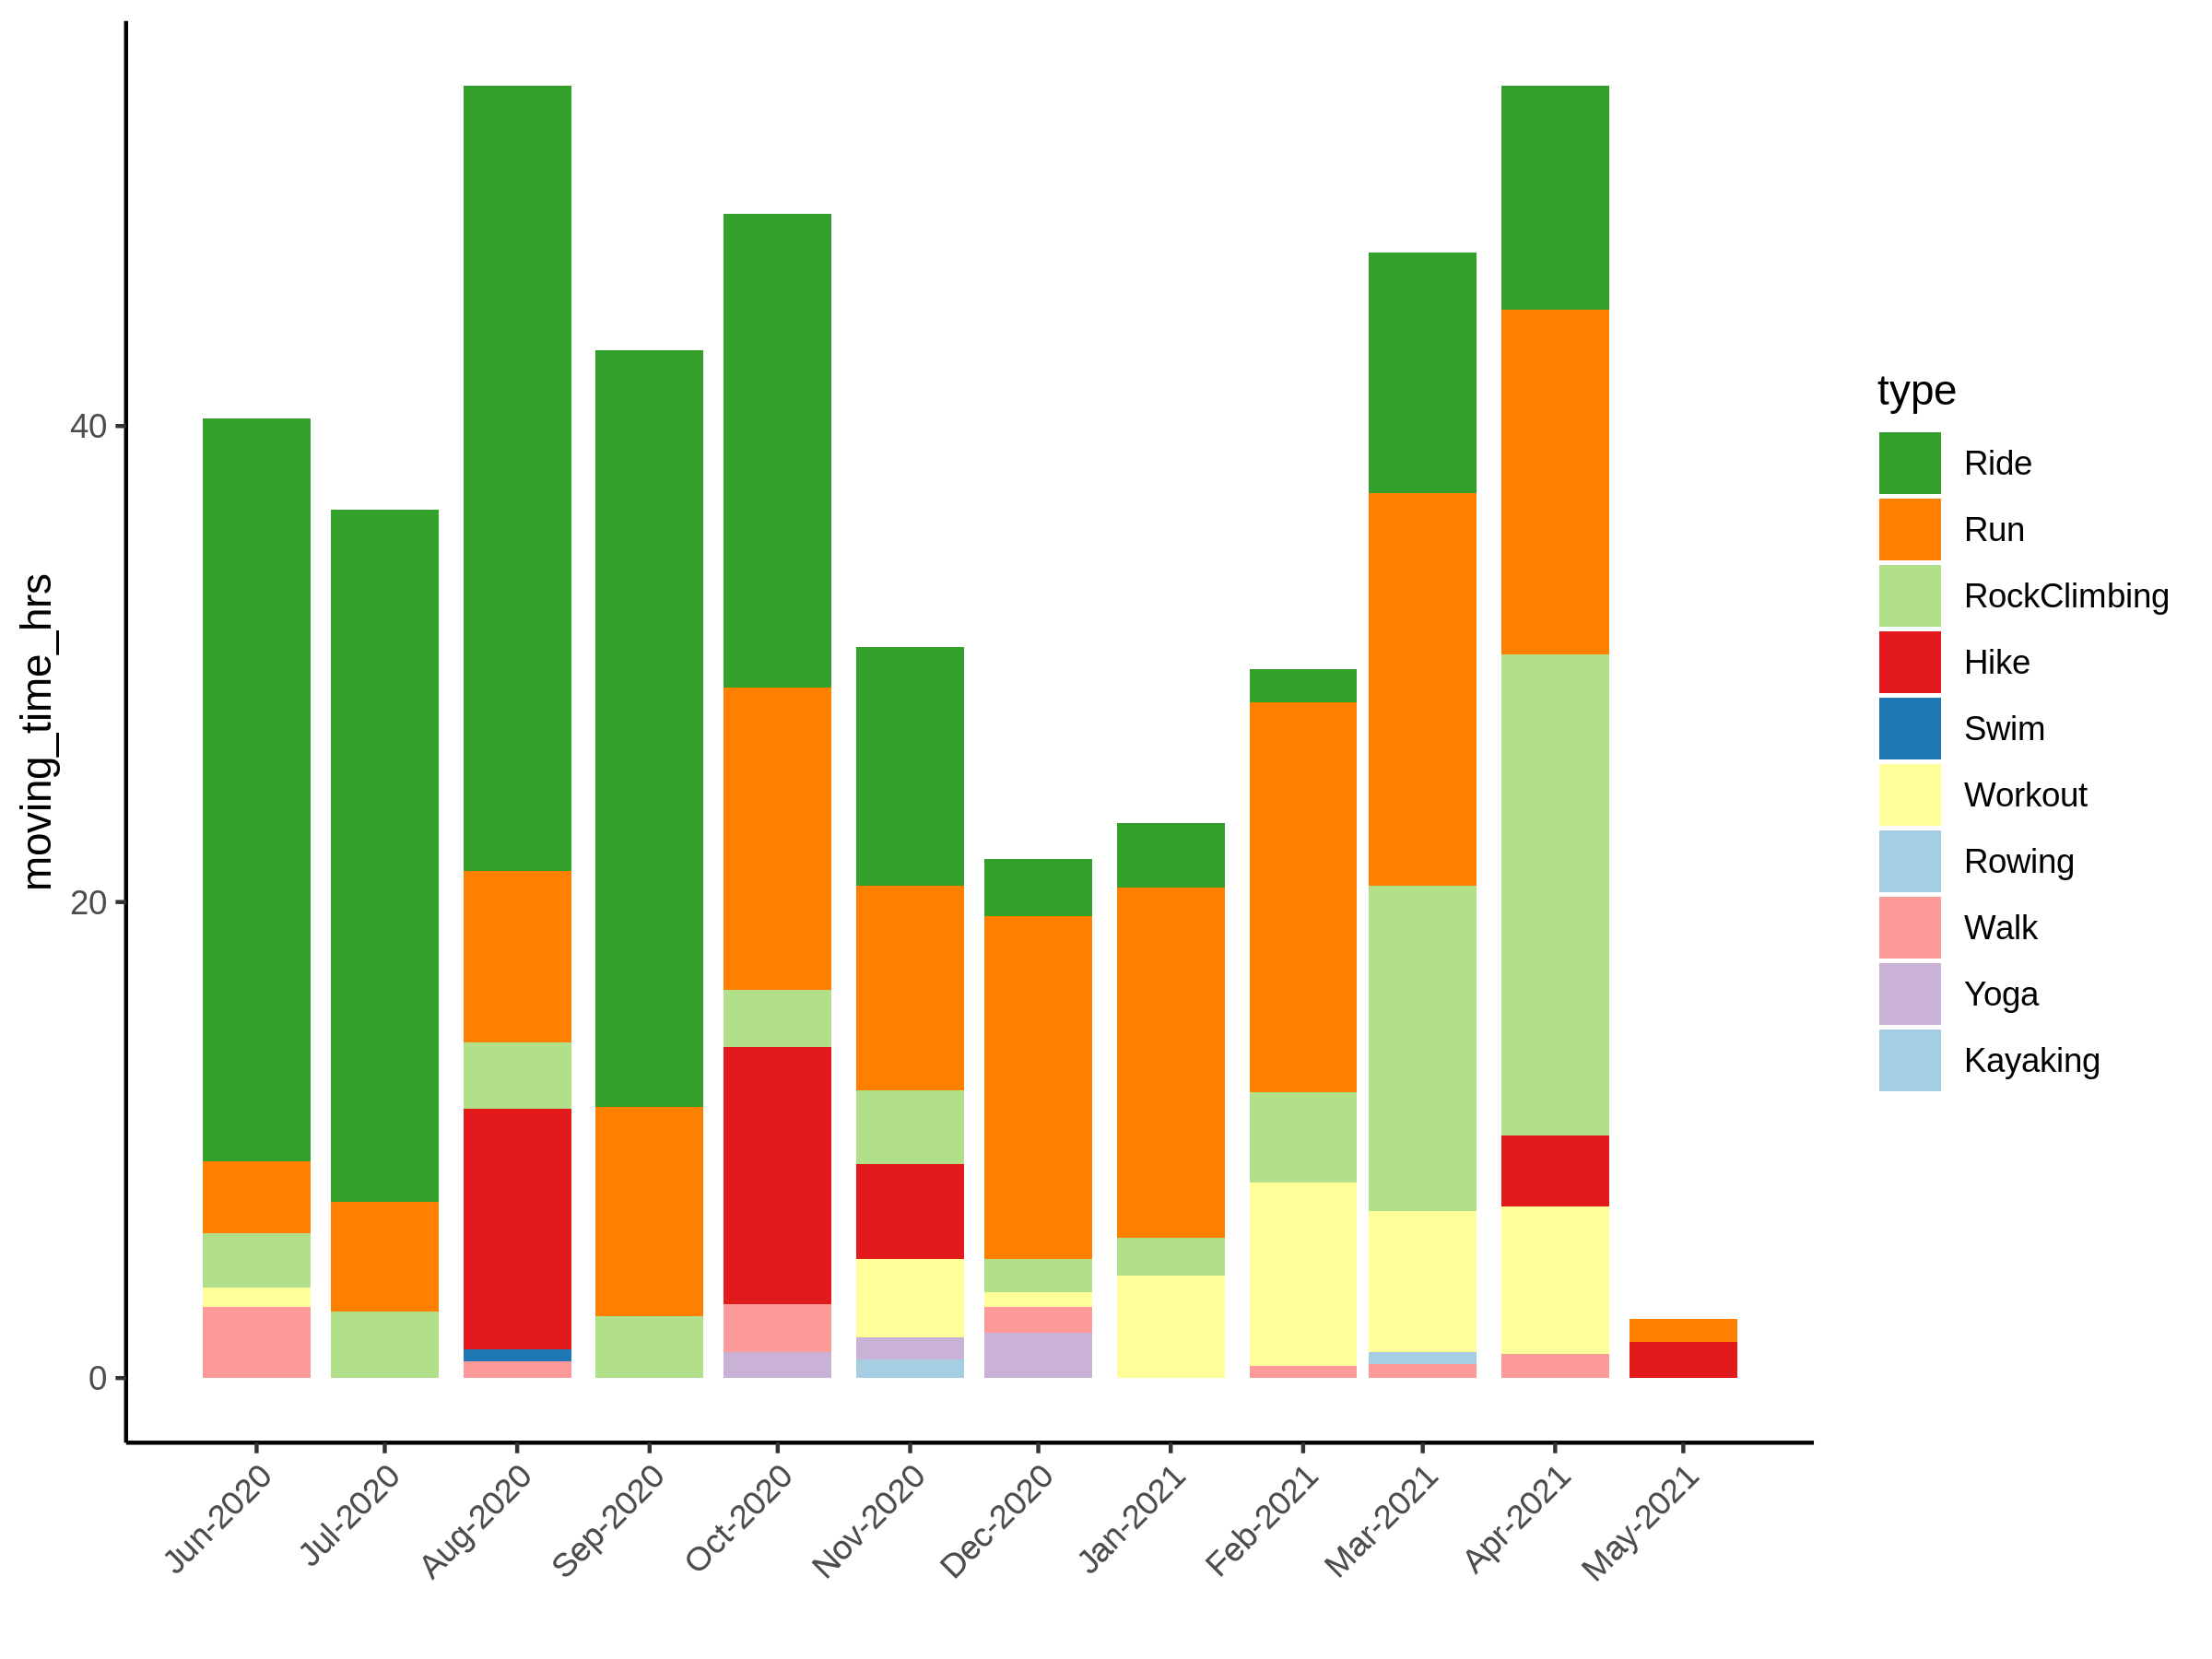 moving_time_hrs
40
20
0
Jun-2020
Jul-2020
Aug-2020
Sep-2020
Oct-2020
Nov-2020
Dec-2020
Jan-2021
Feb-2021
Mar-2021
Apr-2021
May-2021
type
Ride
Run
RockClimbing
Hike
Swim
Workout
Rowing
Walk
Yoga
Kayaking